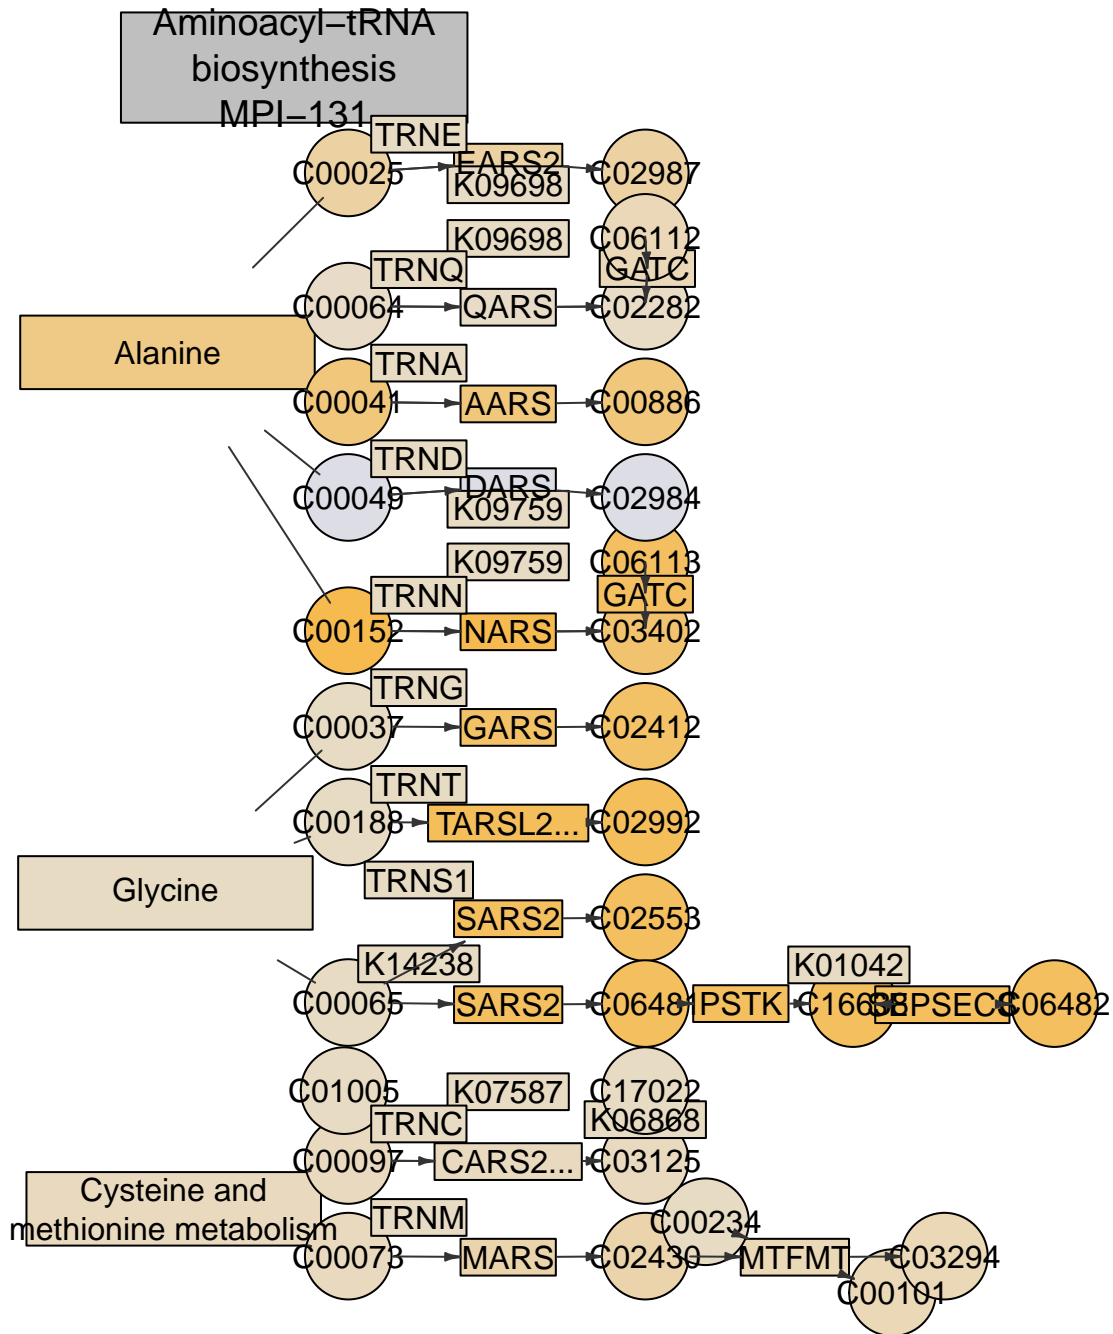 Aminoacyl−tRNA
biosynthesis
MPI−131
TRNE
C00025
EARS2
C02987
K09698
K09698
C06112
TRNQ
GATC
C00064
QARS
C02282
Alanine
TRNA
C00041
AARS
C00886
TRND
C00049
DARS
C02984
K09759
K09759
C06113
TRNN
GATC
C00152
NARS
C03402
TRNG
C00037
GARS
C02412
TRNT
C00188
TARSL2...
C02992
Glycine
TRNS1
SARS2
C02553
K14238
K01042
C00065
SARS2
C06481
PSTK
SEPSECS
C06482
C01005
K07587
C17022
TRNC
K06868
C00097
CARS2...
C03125
Cysteine and
methionine metabolism
TRNM
C00234
C00073
MARS
C02430
MTFMT
C03294
C00101